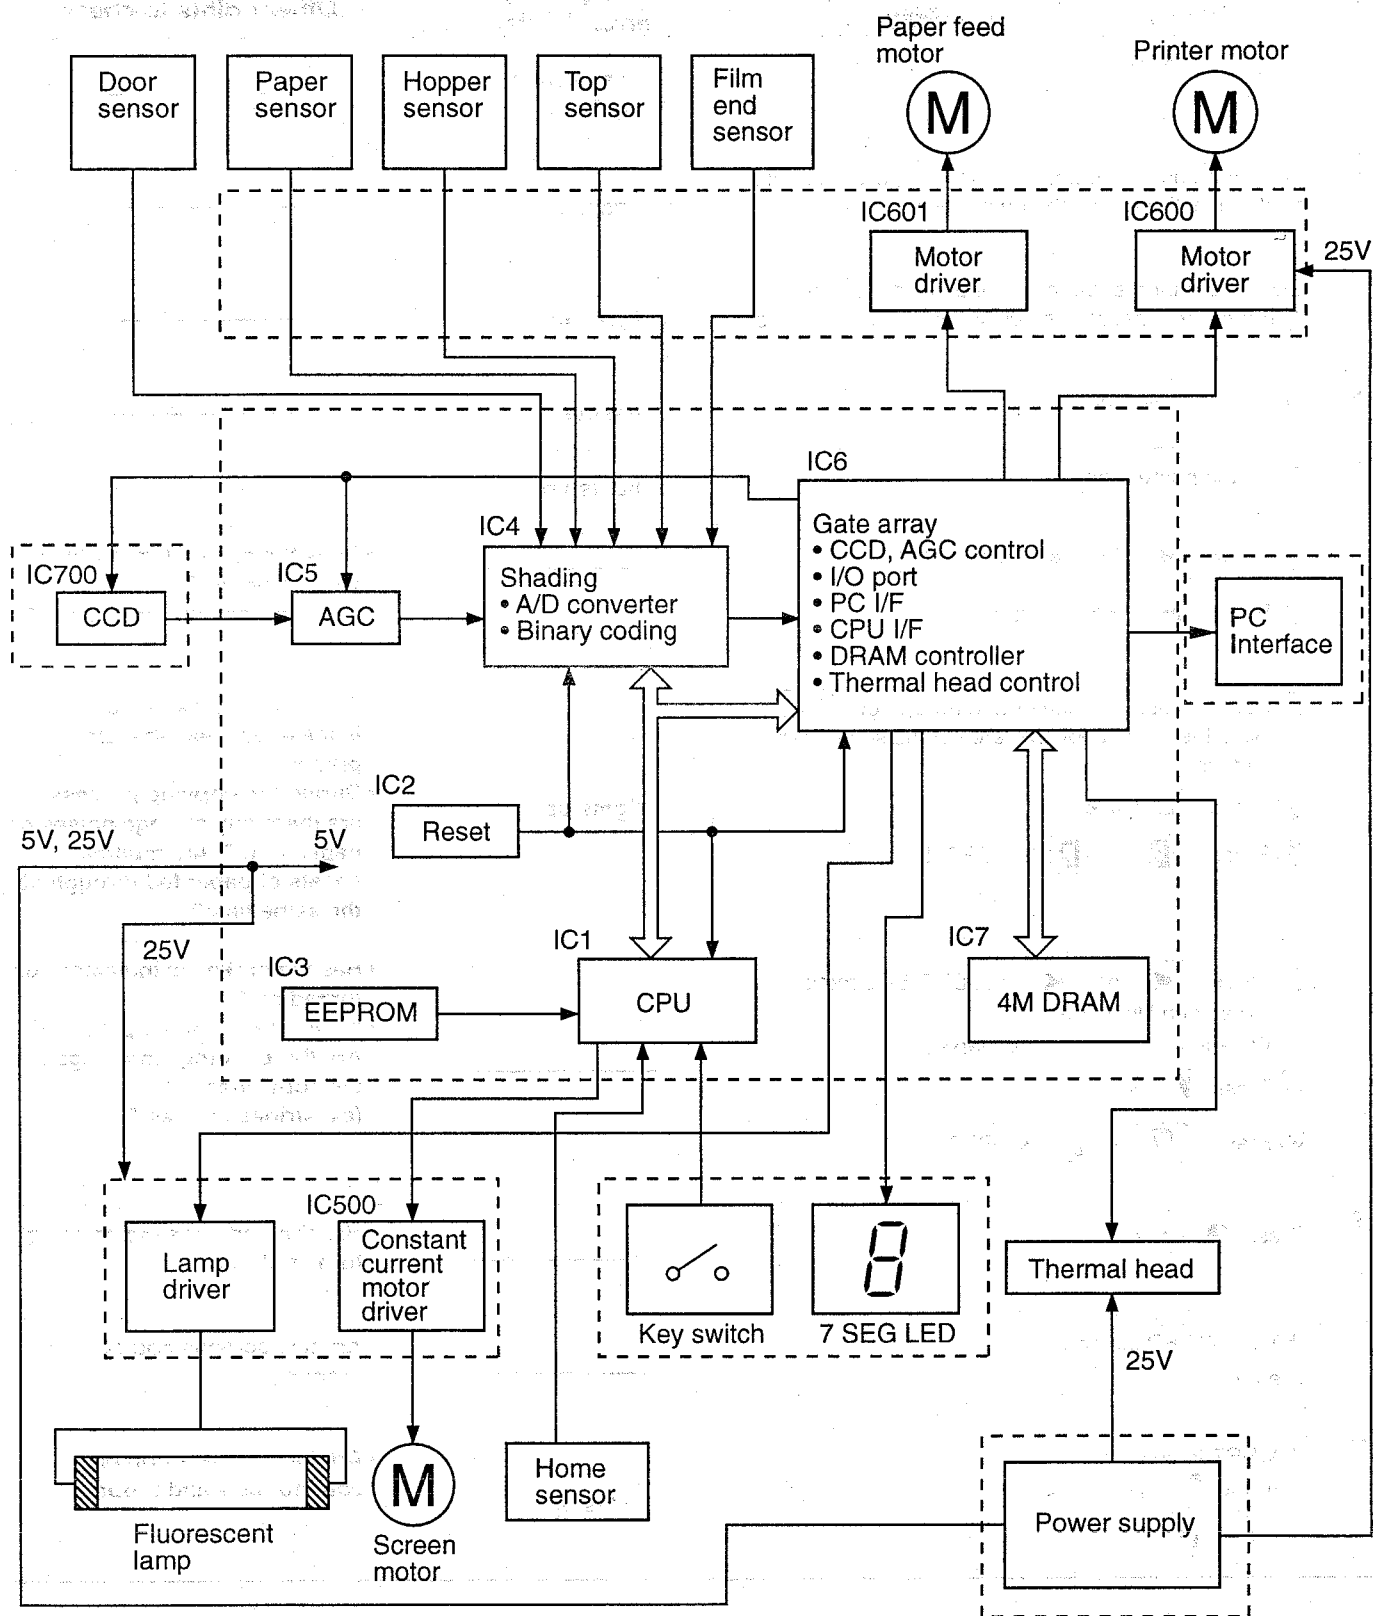 Paper feed
motor
Printer motor
Door
sensor
Paper
sensor
Hopper
sensor
Top
sensor
Film
end
sensor
M
M
IC601
IC600
Motor
driver
Motor
driver
25V
IC6
Gate array
• CCD, AGC control
• I/O port
• PC I/F
• CPU I/F
• DRAM controller
• Thermal head control
IC4
Shading
• A/D converter
• Binary coding
IC700
CCD
IC5
AGC
PC
Interface
IC2
Reset
5V, 25V
5V
25V
IC1
CPU
IC3
EEPROM
IC7
4M DRAM
IC500
Lamp
driver
Constant
current
motor
driver
Key switch
8
7 SEG LED
Thermal head
25V
Fluorescent
lamp
M
Screen
motor
Home
sensor
Power supply